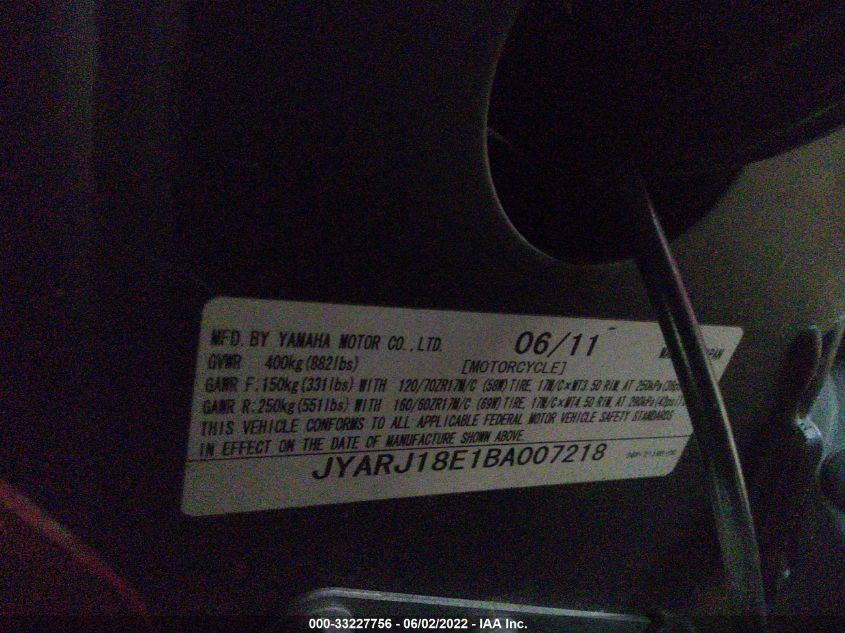 MFD. BY YAMAHA MOTOR CO., LTD. 06/11
GVWR 400kg (882lbs) [MOTORCYCLE]
GAWR F:150kg (331lbs) WITH 120/70ZR17M/C (58W) TIRE, 17M/C×MT3.50 RIM, AT 250kPa
GAWR R:250kg (551lbs) WITH 160/60ZR17M/C (69W) TIRE, 17M/C×MT4.50 RIM, AT 290kPa
THIS VEHICLE CONFORMS TO ALL APPLICABLE FEDERAL MOTOR VEHICLE SAFETY STANDARDS
IN EFFECT ON THE DATE OF MANUFACTURE SHOWN ABOVE.
JYARJ18E1BA007218
000-33227756 - 06/02/2022 - IAA Inc.